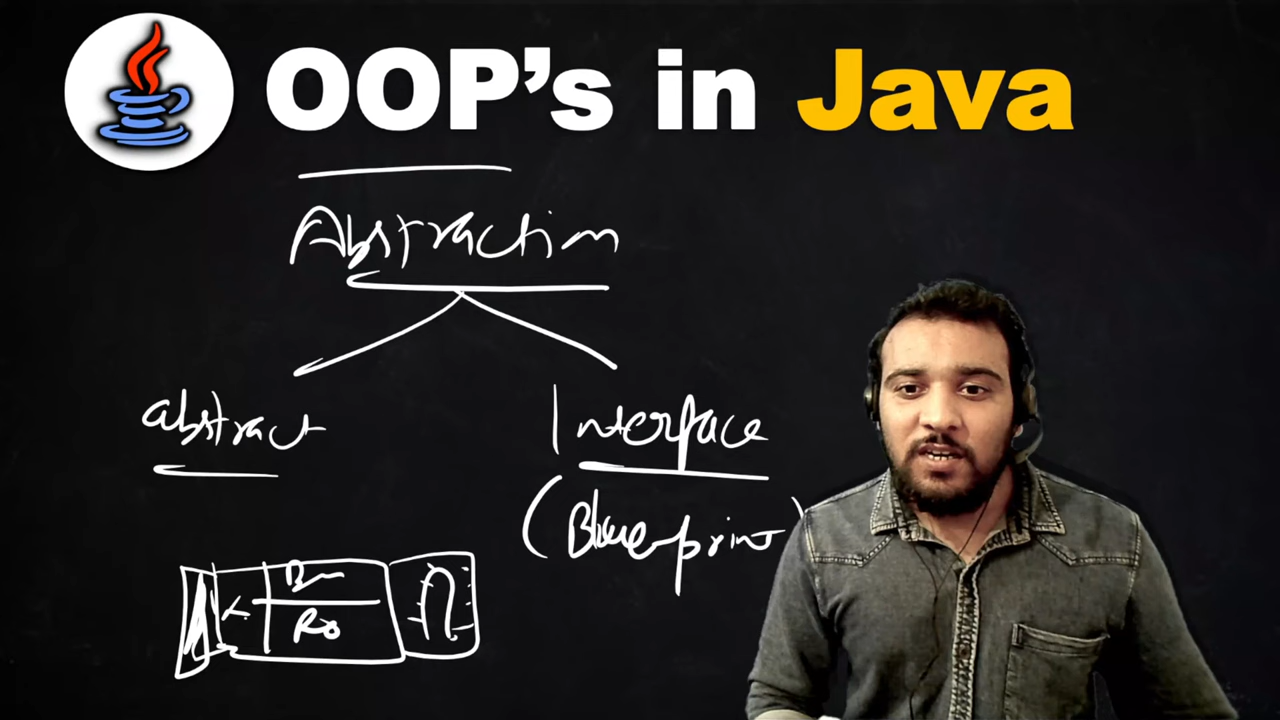 OOP's in Java
Abstraction
abstract
Interface
(Blueprint)